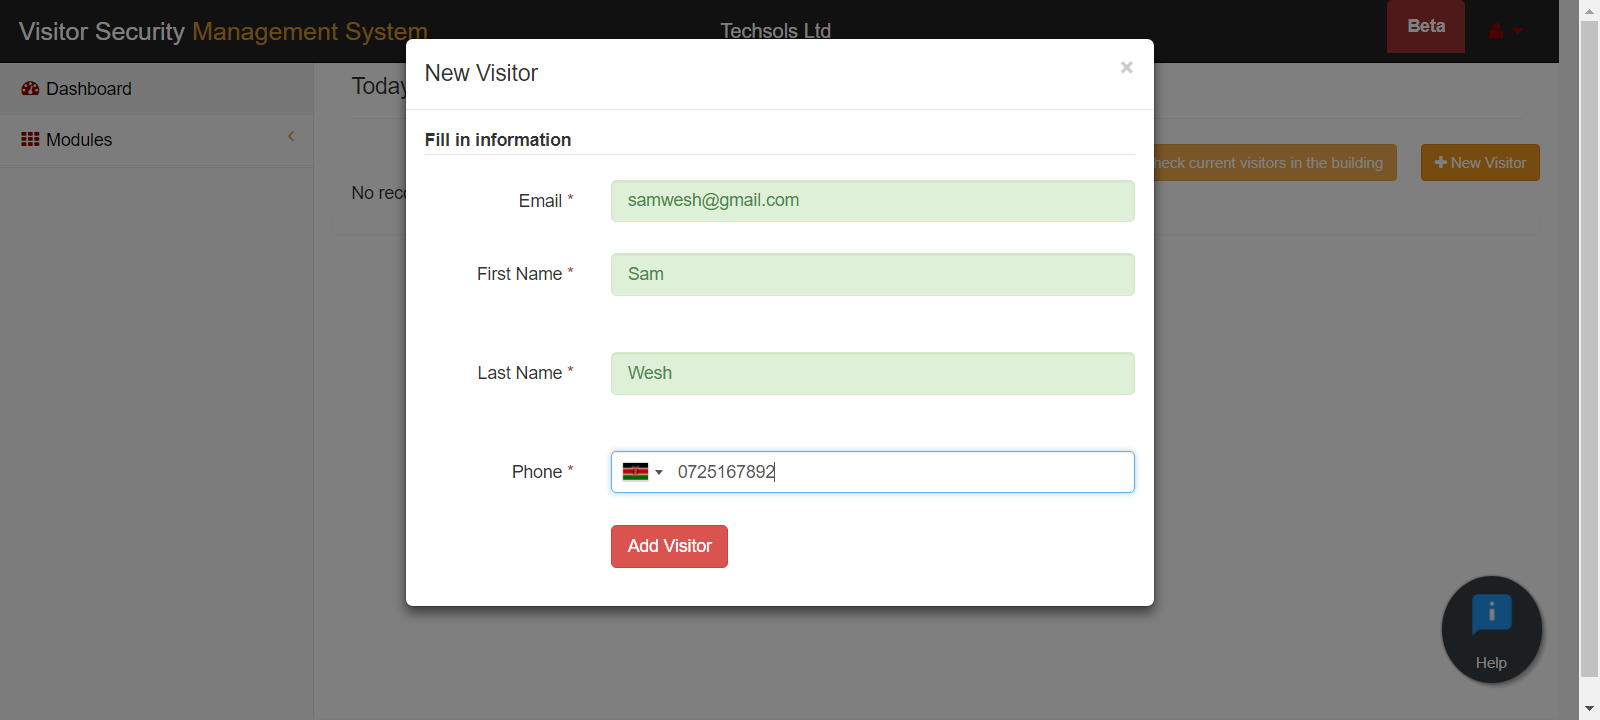 Visitor Security Management System
Techsols Ltd
Beta
Dashboard
Modules
Today
New Visitor
×
Fill in information
heck current visitors in the building
New Visitor
No reco
Email *
samwesh@gmail.com
First Name *
Sam
Last Name *
Wesh
Phone *
0725167892
Add Visitor
Help